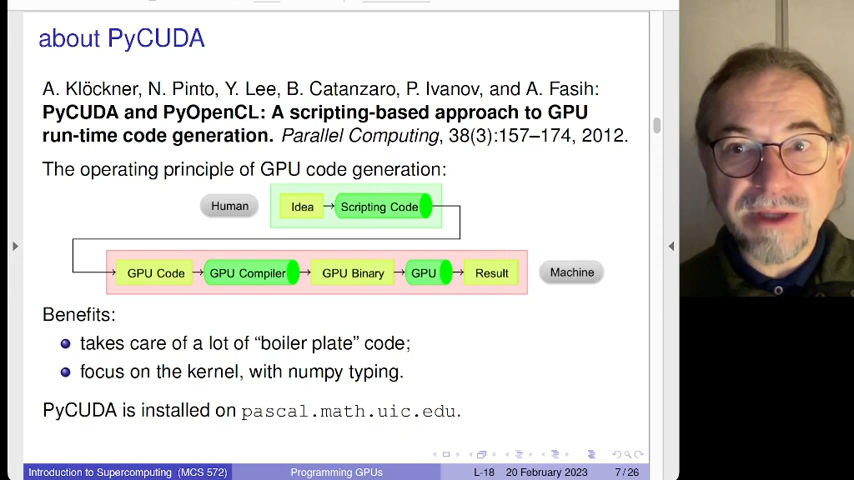 about PyCUDA
A. Klöckner, N. Pinto, Y. Lee, B. Catanzaro, P. Ivanov, and A. Fasih:
PyCUDA and PyOpenCL: A scripting-based approach to GPU
run-time code generation. Parallel Computing, 38(3):157–174, 2012.
The operating principle of GPU code generation:
Human Idea Scripting Code
GPU Code GPU Compiler GPU Binary GPU Result Machine
Benefits:
takes care of a lot of “boiler plate” code;
focus on the kernel, with numpy typing.
PyCUDA is installed on pascal.math.uic.edu.
Introduction to Supercomputing (MCS 572) Programming GPUs L-18 20 February 2023 7 / 26